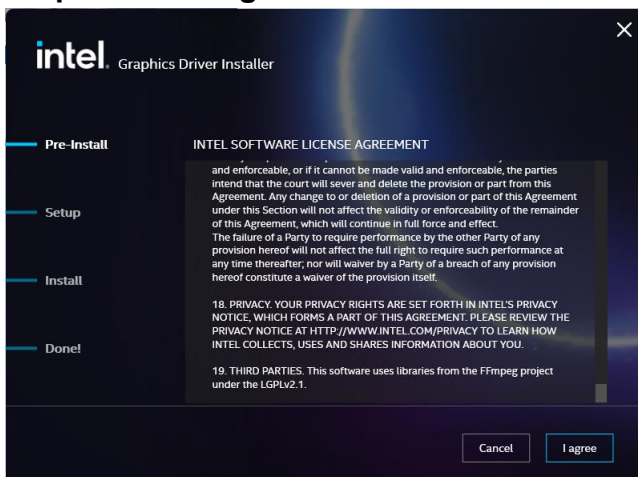 intel. Graphics Driver Installer
Pre-Install
INTEL SOFTWARE LICENSE AGREEMENT
and enforceable, or if it cannot be made valid and enforceable, the parties
intend that the court will sever and delete the provision or part from this
Agreement. Any change to or deletion of a provision or part of this Agreement
under this Section will not affect the validity or enforceability of the remainder
of this Agreement, which will continue in full force and effect.
The failure of a Party to require performance by the other Party of any
provision hereof will not affect the full right to require such performance at
any time thereafter; nor will waiver by a Party of a breach of any provision
hereof constitute a waiver of the provision itself.
18. PRIVACY. YOUR PRIVACY RIGHTS ARE SET FORTH IN INTEL'S PRIVACY
NOTICE, WHICH FORMS A PART OF THIS AGREEMENT. PLEASE REVIEW THE
PRIVACY NOTICE AT HTTP://WWW.INTEL.COM/PRIVACY TO LEARN HOW
INTEL COLLECTS, USES AND SHARES INFORMATION ABOUT YOU.
19. THIRD PARTIES. This software uses libraries from the FFmpeg project
under the LGPLv2.1.
Setup
Install
Done!
Cancel
I agree